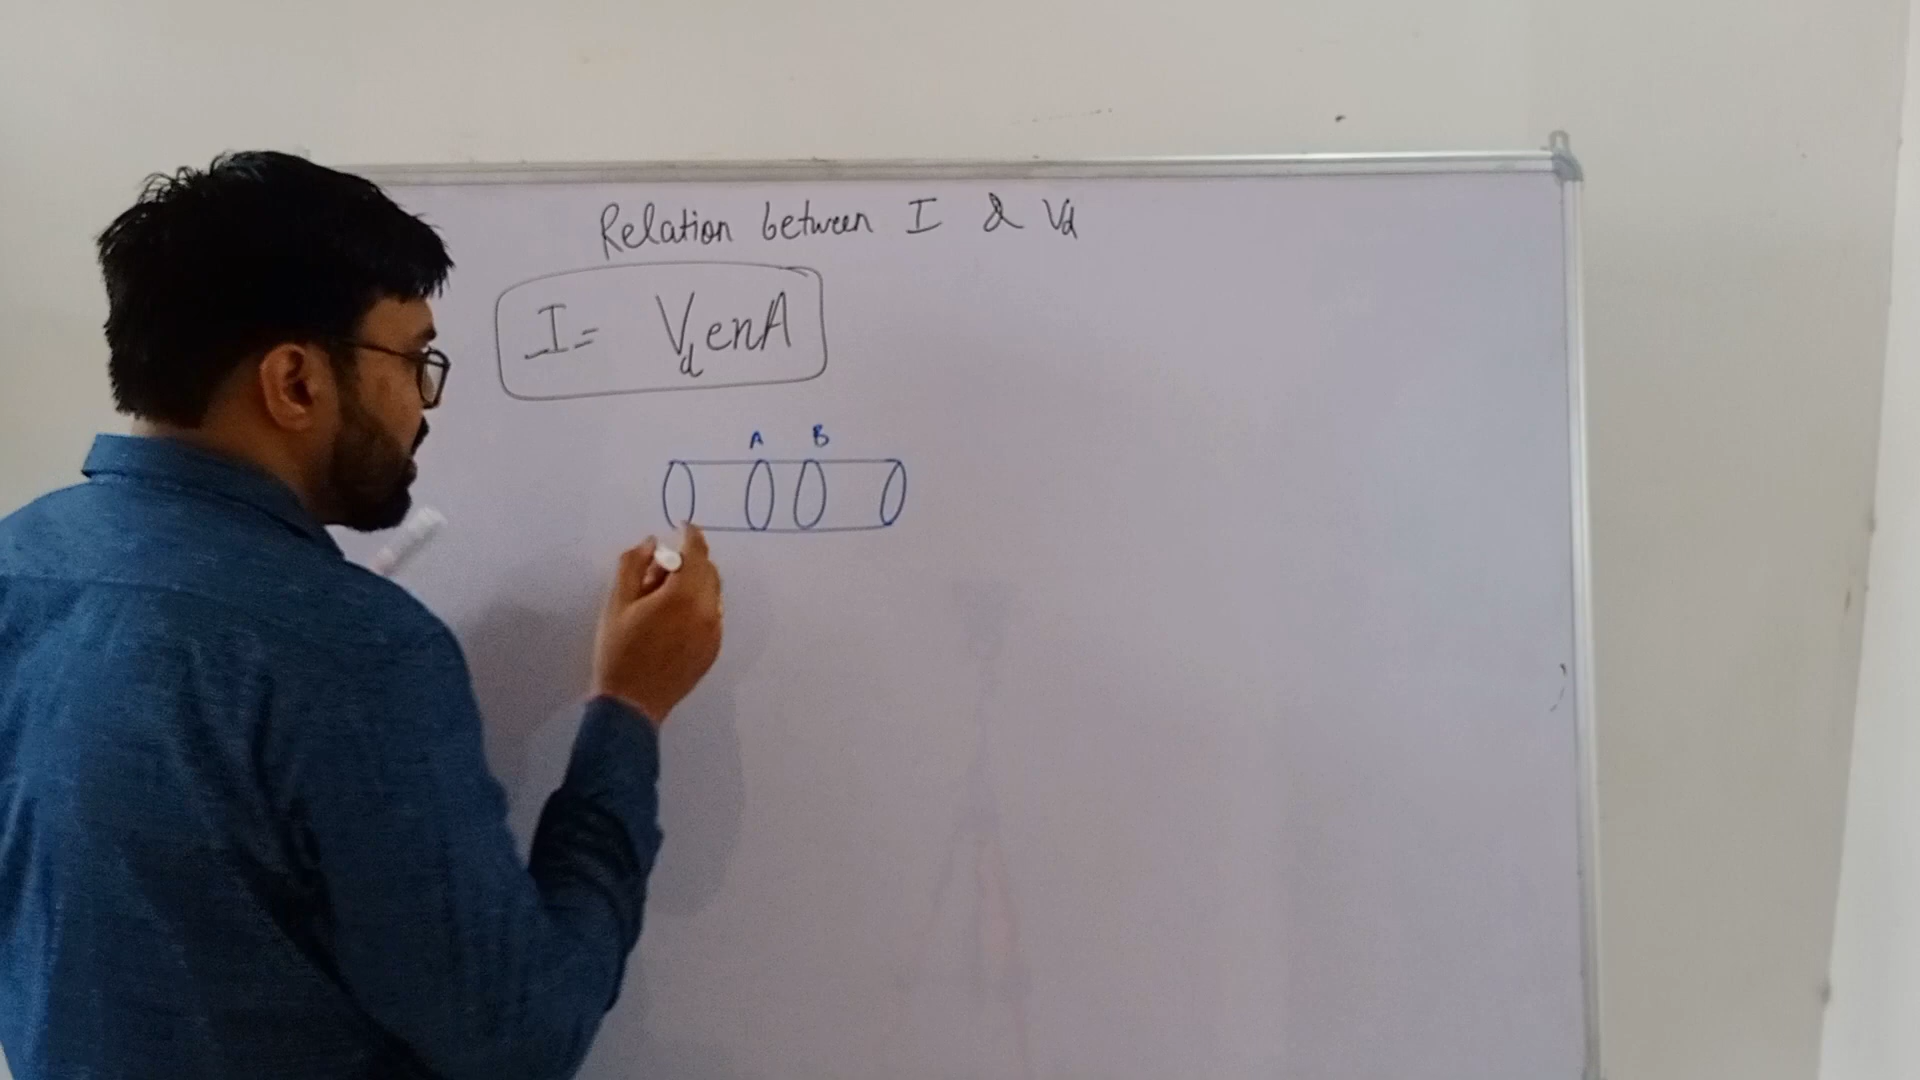 Relation between I & Vd
I = VdenA
A B